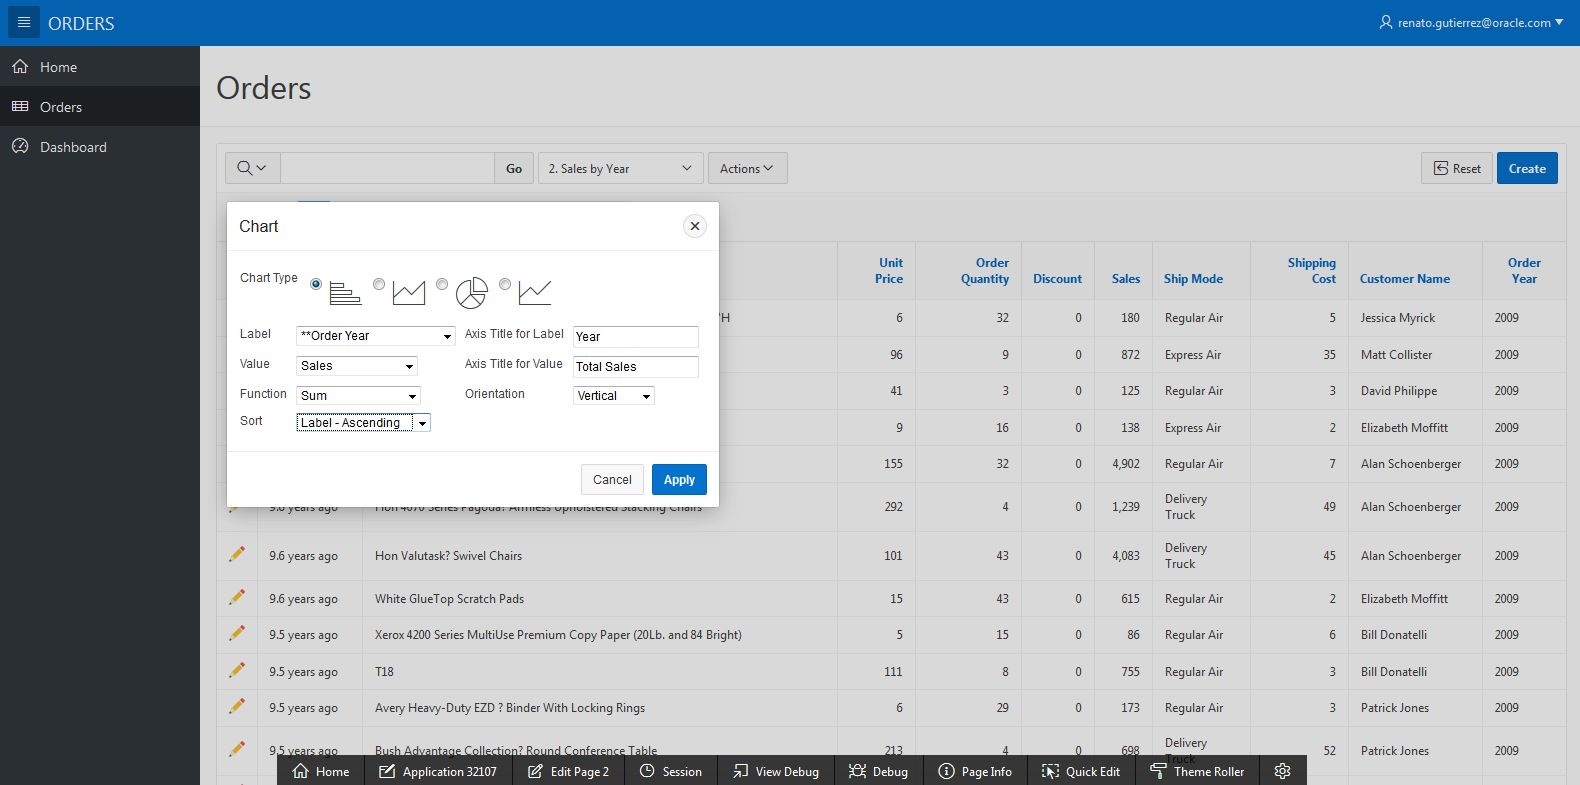 ORDERS
renato.gutierrez@oracle.com
Home
Orders
Dashboard
Orders
Go
2. Sales by Year
Actions
Reset
Create
Chart
Chart Type
Label
**Order Year
Axis Title for Label
Year
Value
Sales
Axis Title for Value
Total Sales
Function
Sum
Orientation
Vertical
Sort
Label - Ascending
Cancel
Apply
Unit Price
Order Quantity
Discount
Sales
Ship Mode
Shipping Cost
Customer Name
Order Year
6 32 0 180 Regular Air 5 Jessica Myrick 2009
96 9 0 872 Express Air 35 Matt Collister 2009
41 3 0 125 Regular Air 3 David Philippe 2009
9 16 0 138 Express Air 2 Elizabeth Moffitt 2009
155 32 0 4,902 Regular Air 7 Alan Schoenberger 2009
9.6 years ago Hon 4070 Series Pagoda? Armless Upholstered Stacking Chairs 292 4 0 1,239 Delivery Truck 49 Alan Schoenberger 2009
9.6 years ago Hon Valutask? Swivel Chairs 101 43 0 4,083 Delivery Truck 45 Alan Schoenberger 2009
9.6 years ago White GlueTop Scratch Pads 15 43 0 615 Regular Air 2 Elizabeth Moffitt 2009
9.5 years ago Xerox 4200 Series MultiUse Premium Copy Paper (20Lb. and 84 Bright) 5 15 0 86 Regular Air 6 Bill Donatelli 2009
9.5 years ago T18 111 8 0 755 Regular Air 3 Bill Donatelli 2009
9.5 years ago Avery Heavy-Duty EZD ? Binder With Locking Rings 6 29 0 173 Regular Air 3 Patrick Jones 2009
9.5 years ago Bush Advantage Collection? Round Conference Table 213 4 0 698 Delivery Truck 52 Patrick Jones 2009
Home
Application 32107
Edit Page 2
Session
View Debug
Debug
Page Info
Quick Edit
Theme Roller